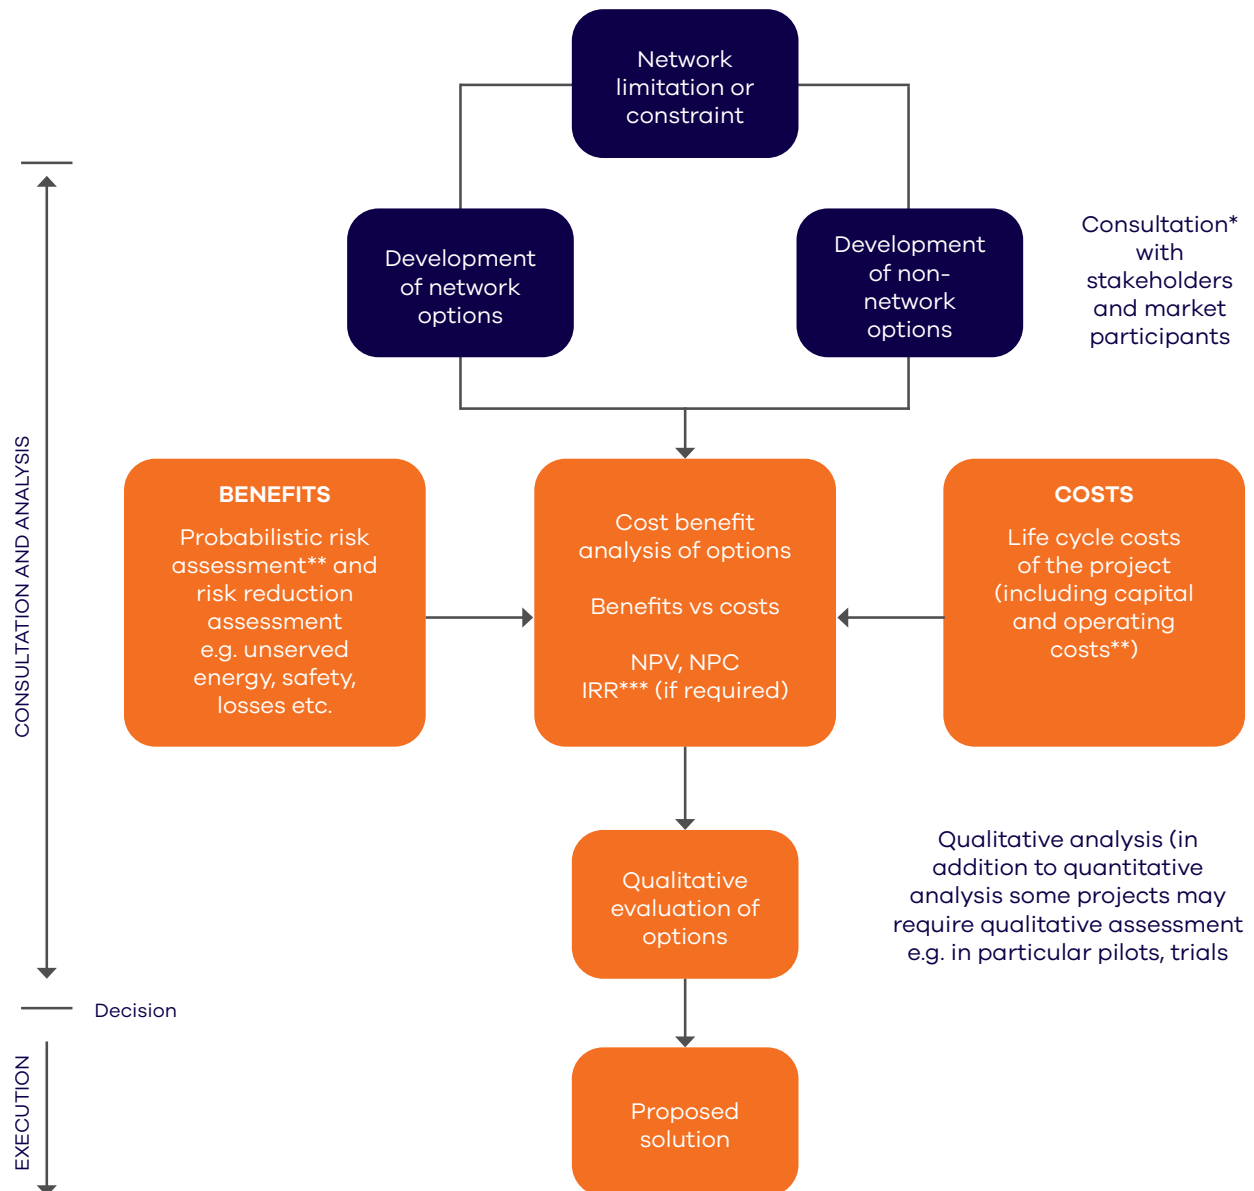 Network
limitation or
constraint
Development
of network
options
Development
of non-
network
options
Consultation*
with
stakeholders
and market
participants
CONSULTATION AND ANALYSIS
BENEFITS
Probabilistic risk
assessment** and
risk reduction
assessment
e.g. unserved
energy, safety,
losses etc.
Cost benefit
analysis of options
Benefits vs costs
NPV, NPC
IRR*** (if required)
COSTS
Life cycle costs
of the project
(including capital
and operating
costs**)
Qualitative
evaluation of
options
Qualitative analysis (in
addition to quantitative
analysis some projects may
require qualitative assessment
e.g. in particular pilots, trials
Decision
EXECUTION
Proposed
solution